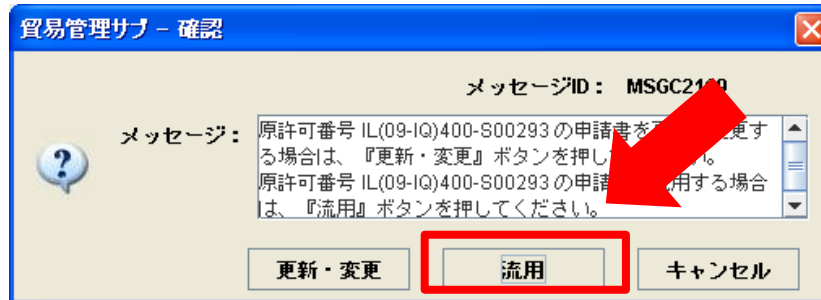 貿易管理サブ - 確認
メッセージID： MSGC2109
メッセージ：
原許可番号 IL(09-IQ)400-S00293 の申請書を 変更す
る場合は、『更新・変更』ボタンを押し い。
原許可番号 IL(09-IQ)400-S00293 の申請 用する場合
は、『流用』ボタンを押してください。
更新・変更 流用 キャンセル